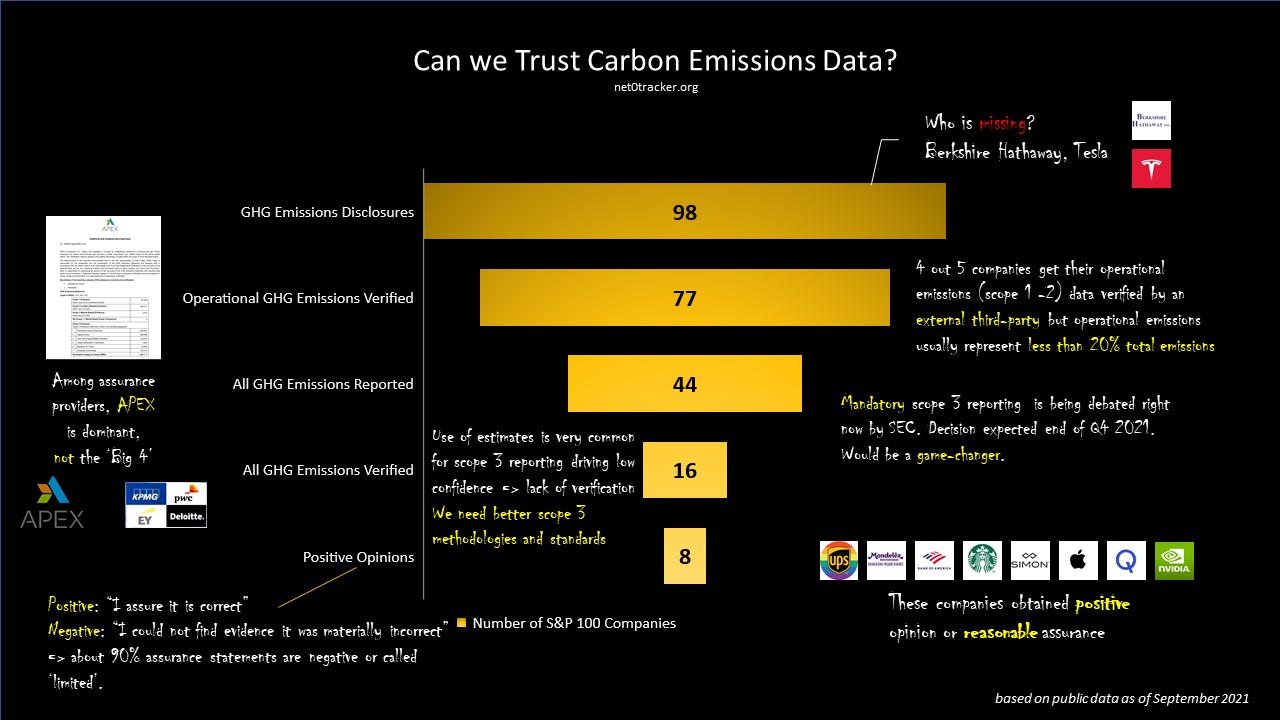 Can we Trust Carbon Emissions Data?
net0tracker.org
Who is missing?
Berkshire Hathaway, Tesla
BERKSHIRE
HATHAWAY INC.
GHG Emissions Disclosures
98
APEX
Operational GHG Emissions Verified
77
4 out 5 companies get their operational
emissions (scope 1 -2) data verified by an
external third-party but operational emissions
usually represent less than 20% total emissions
All GHG Emissions Reported
44
Among assurance
providers, APEX
is dominant,
not the 'Big 4'
Mandatory scope 3 reporting is being debated right
now by SEC. Decision expected end of Q4 2021.
Would be a game-changer.
Use of estimates is very common
for scope 3 reporting driving low
confidence => lack of verification
We need better scope 3
methodologies and standards
All GHG Emissions Verified
16
APEX
KPMG
pwc
EY
Deloitte.
Positive Opinions
8
ups
Mondelēz
International
SNACKING MADE RIGHT
BANK OF AMERICA
SIMON
Q
NVIDIA
These companies obtained positive
opinion or reasonable assurance
Positive: "I assure it is correct"
Negative: "I could not find evidence it was materially incorrect"
=> about 90% assurance statements are negative or called
'limited'.
Number of S&P 100 Companies
based on public data as of September 2021